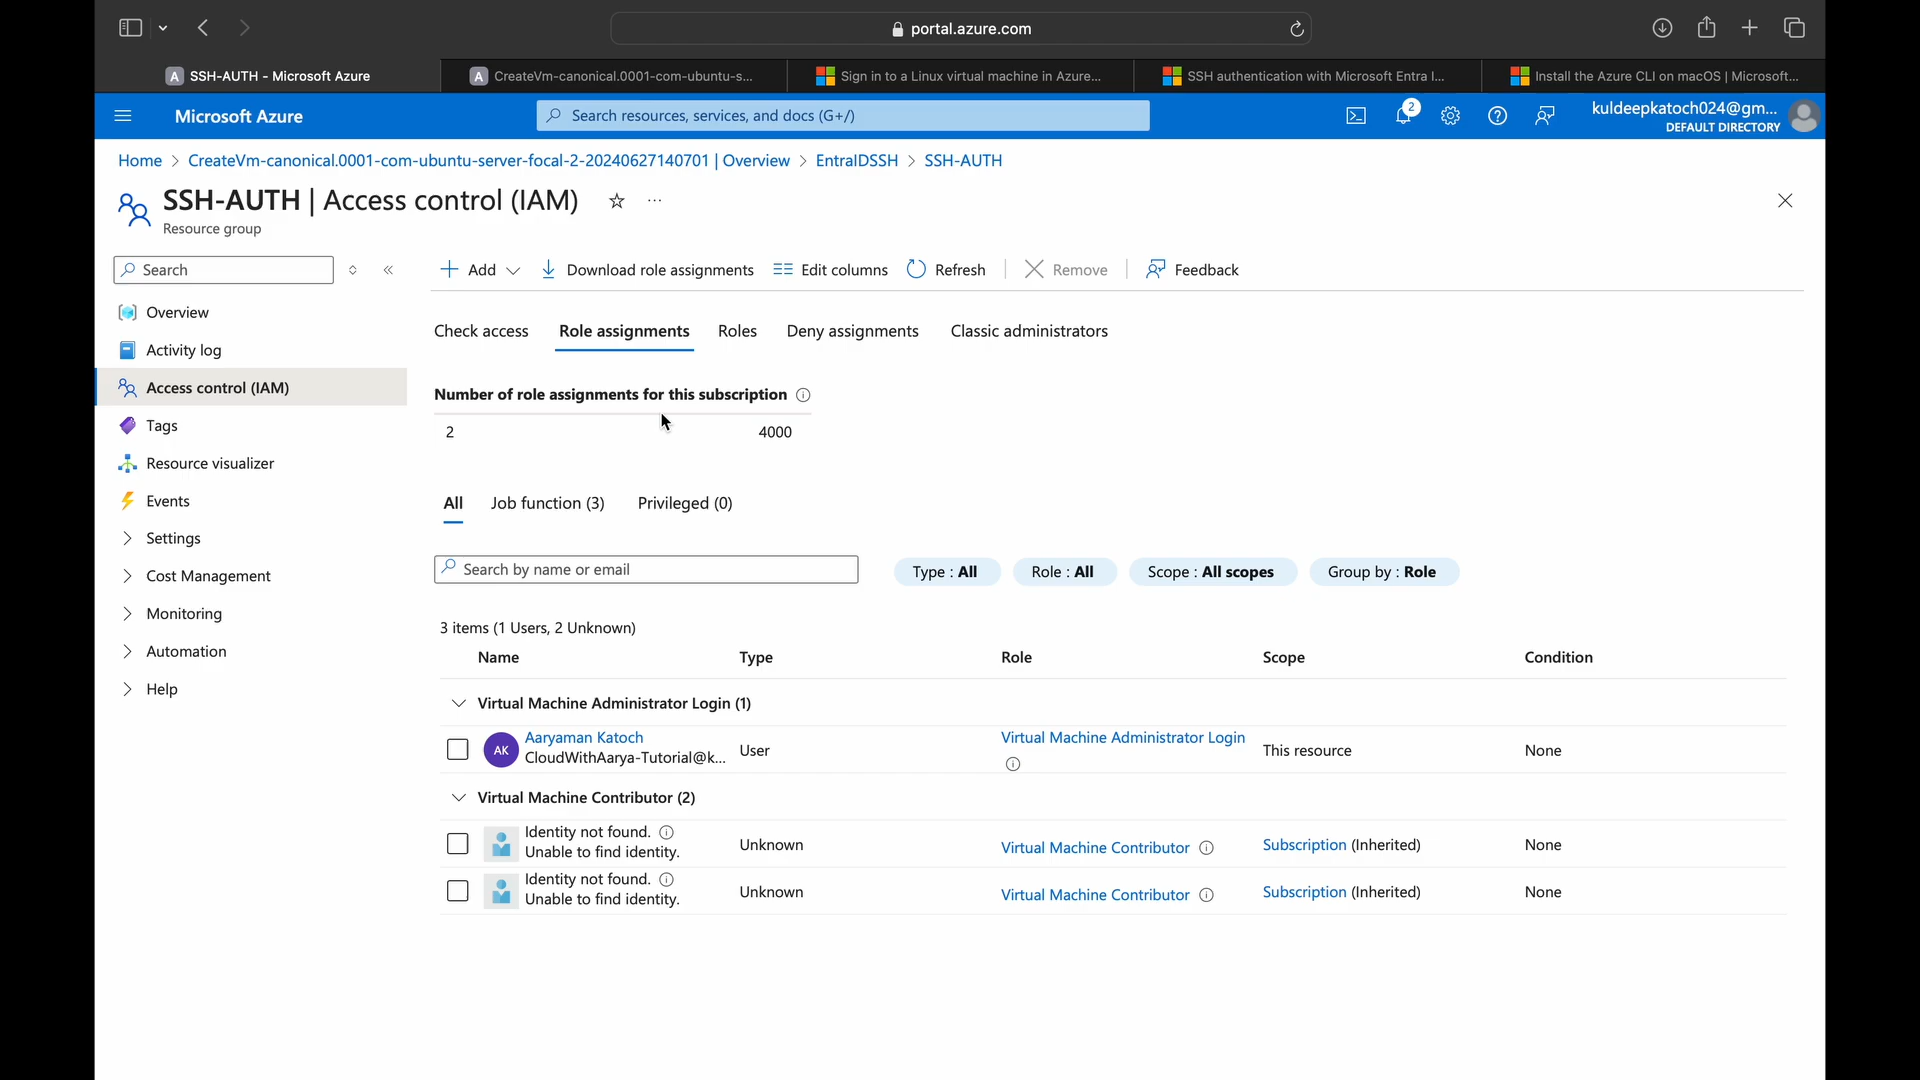 portal.azure.com
SSH-AUTH - Microsoft Azure
CreateVm-canonical.0001-com-ubuntu-s...
Sign in to a Linux virtual machine in Azure...
SSH authentication with Microsoft Entra I...
Install the Azure CLI on macOS | Microsoft...
Microsoft Azure
Search resources, services, and docs (G+/)
2
kuldeepkatoch024@gm...
DEFAULT DIRECTORY
Home > CreateVm-canonical.0001-com-ubuntu-server-focal-2-20240627140701 | Overview > EntraIDSSH > SSH-AUTH
SSH-AUTH | Access control (IAM)
Resource group
Search
Add
Download role assignments
Edit columns
Refresh
Remove
Feedback
Overview
Activity log
Access control (IAM)
Tags
Resource visualizer
Events
Settings
Cost Management
Monitoring
Automation
Help
Check access
Role assignments
Roles
Deny assignments
Classic administrators
Number of role assignments for this subscription
2
4000
All
Job function (3)
Privileged (0)
Search by name or email
Type : All
Role : All
Scope : All scopes
Group by : Role
3 items (1 Users, 2 Unknown)
Name
Type
Role
Scope
Condition
Virtual Machine Administrator Login (1)
AK
Aaryaman Katoch
CloudWithAarya-Tutorial@k...
User
Virtual Machine Administrator Login
This resource
None
Virtual Machine Contributor (2)
Identity not found.
Unable to find identity.
Unknown
Virtual Machine Contributor
Subscription (Inherited)
None
Identity not found.
Unable to find identity.
Unknown
Virtual Machine Contributor
Subscription (Inherited)
None